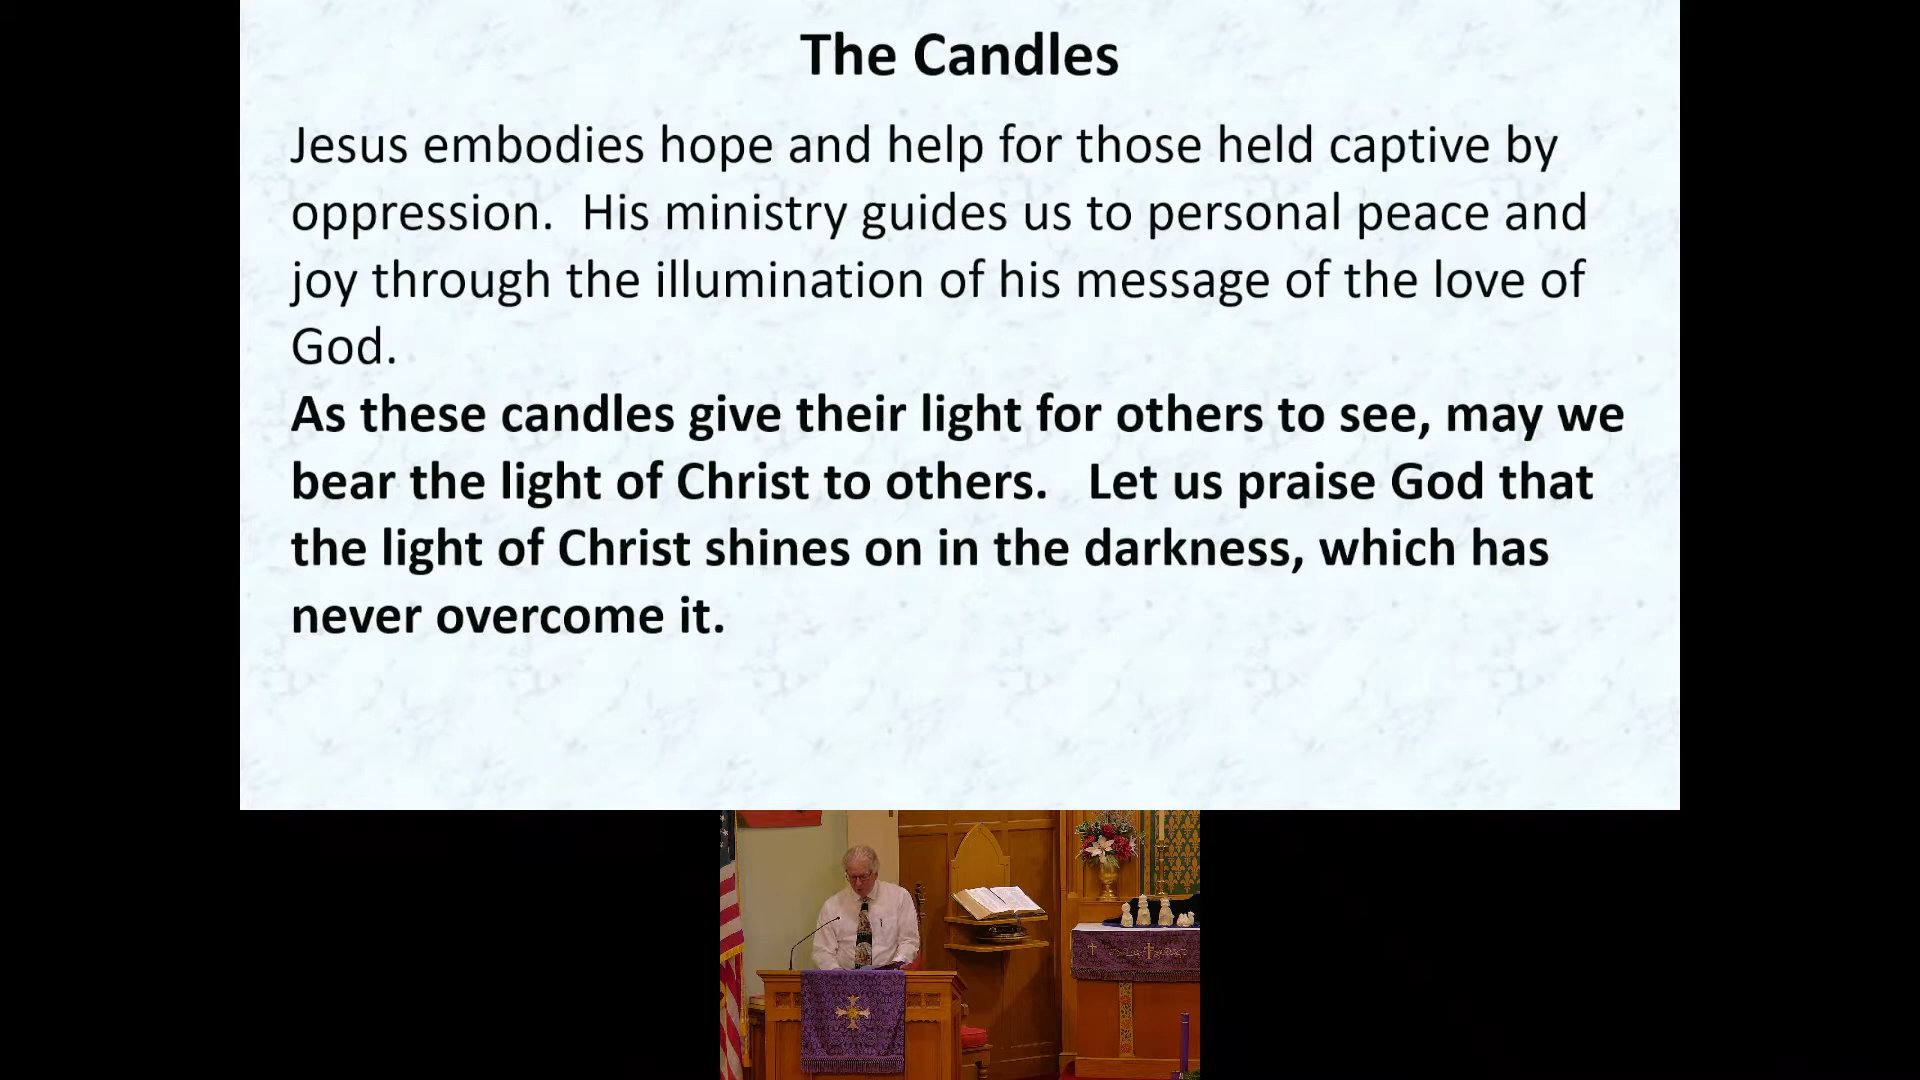 The Candles
Jesus embodies hope and help for those held captive by
oppression.  His ministry guides us to personal peace and
joy through the illumination of his message of the love of
God.
As these candles give their light for others to see, may we
bear the light of Christ to others.   Let us praise God that
the light of Christ shines on in the darkness, which has
never overcome it.